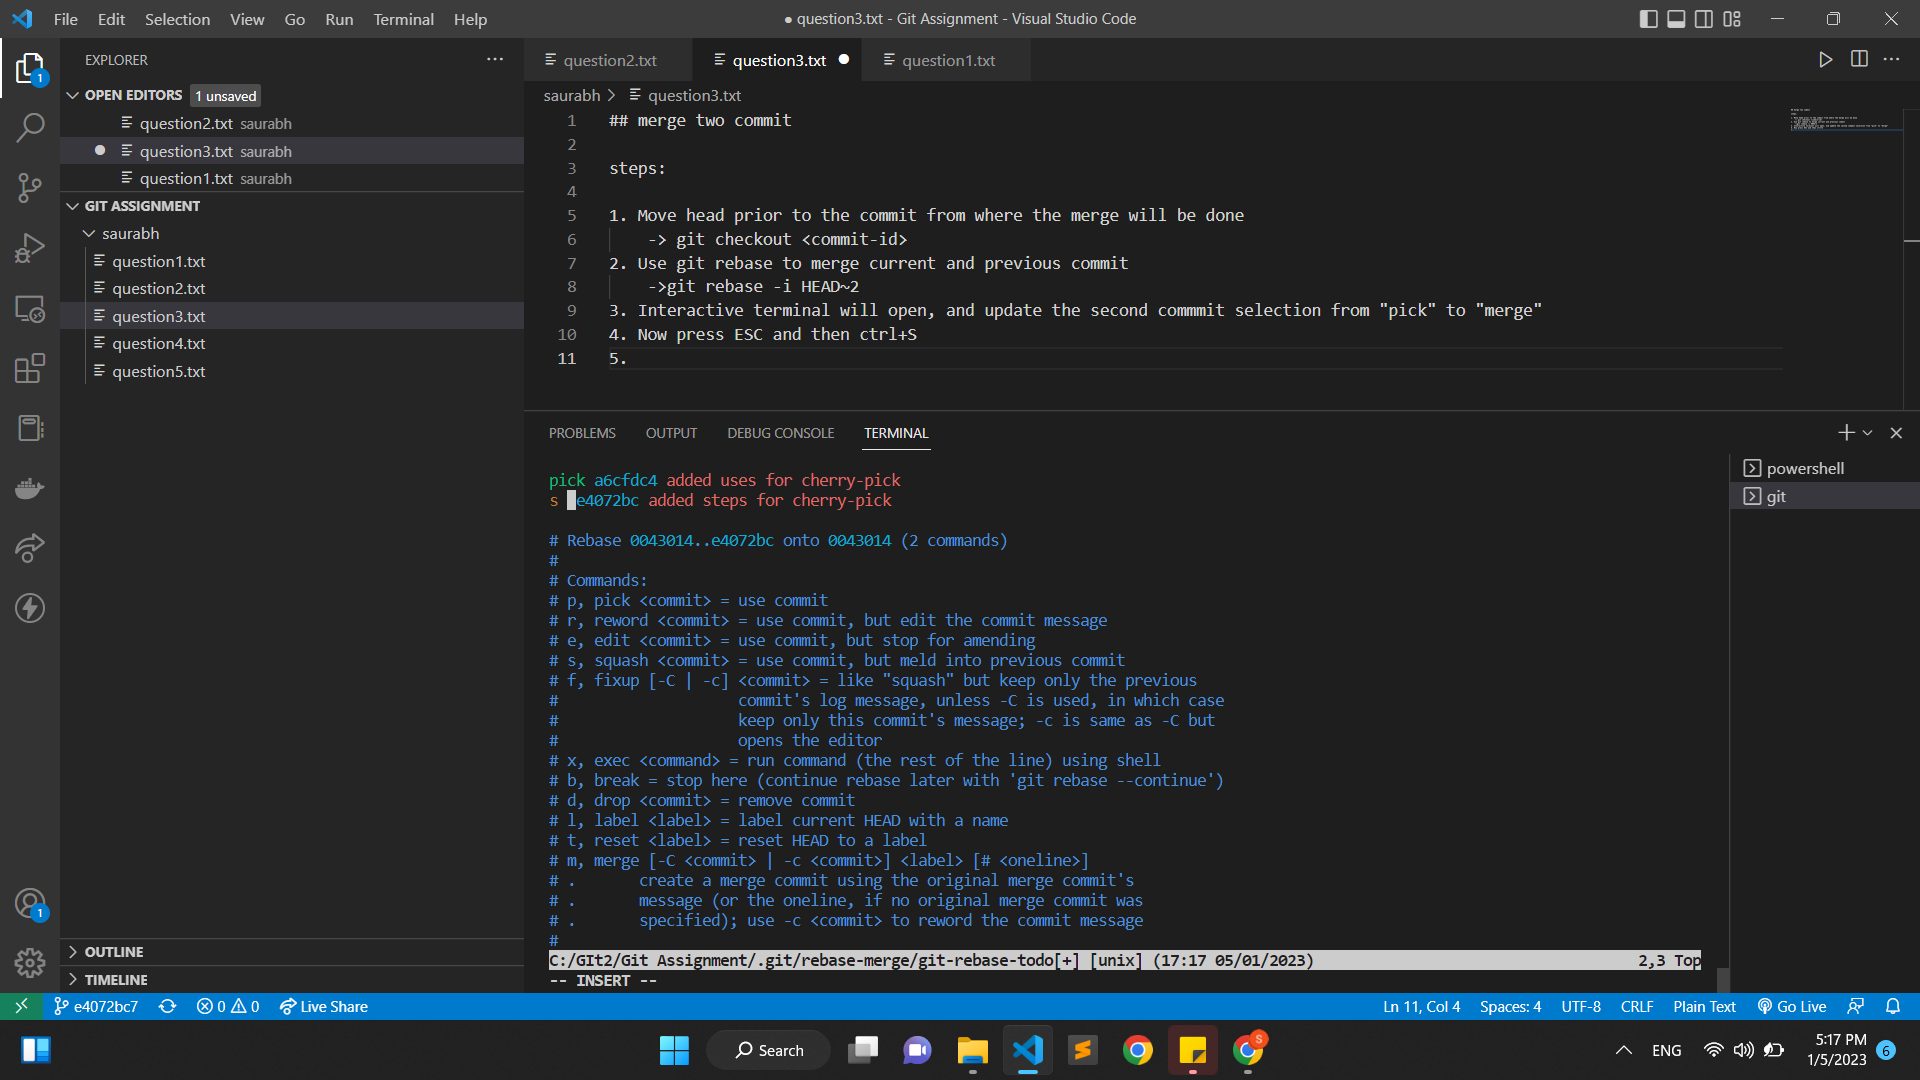 File Edit Selection View Go Run Terminal Help
● question3.txt - Git Assignment - Visual Studio Code
EXPLORER
OPEN EDITORS 1 unsaved
question2.txt saurabh
question3.txt saurabh
question1.txt saurabh
GIT ASSIGNMENT
saurabh
question1.txt
question2.txt
question3.txt
question4.txt
question5.txt
OUTLINE
TIMELINE
1
1
question2.txt question3.txt question1.txt
saurabh > question3.txt
1 ## merge two commit
2
3 steps:
4
5 1. Move head prior to the commit from where the merge will be done
6 -> git checkout <commit-id>
7 2. Use git rebase to merge current and previous commit
8 ->git rebase -i HEAD~2
9 3. Interactive terminal will open, and update the second commmit selection from "pick" to "merge"
10 4. Now press ESC and then ctrl+S
11 5.
PROBLEMS OUTPUT DEBUG CONSOLE TERMINAL
powershell
git
pick a6cfdc4 added uses for cherry-pick
s e4072bc added steps for cherry-pick
# Rebase 0043014..e4072bc onto 0043014 (2 commands)
#
# Commands:
# p, pick <commit> = use commit
# r, reword <commit> = use commit, but edit the commit message
# e, edit <commit> = use commit, but stop for amending
# s, squash <commit> = use commit, but meld into previous commit
# f, fixup [-C | -c] <commit> = like "squash" but keep only the previous
# commit's log message, unless -C is used, in which case
# keep only this commit's message; -c is same as -C but
# opens the editor
# x, exec <command> = run command (the rest of the line) using shell
# b, break = stop here (continue rebase later with 'git rebase --continue')
# d, drop <commit> = remove commit
# l, label <label> = label current HEAD with a name
# t, reset <label> = reset HEAD to a label
# m, merge [-C <commit> | -c <commit>] <label> [# <oneline>]
# . create a merge commit using the original merge commit's
# . message (or the oneline, if no original merge commit was
# . specified); use -c <commit> to reword the commit message
#
C:/GIt2/Git Assignment/.git/rebase-merge/git-rebase-todo[+] [unix] (17:17 05/01/2023) 2,3 Top
-- INSERT --
e4072bc7 0 0 Live Share Ln 11, Col 4 Spaces: 4 UTF-8 CRLF Plain Text Go Live
Search
S
ENG
5:17 PM
1/5/2023
6